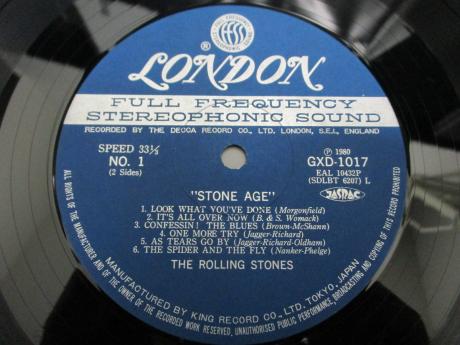 LONDON
®
FULL FREQUENCY
STEREOPHONIC SOUND
RECORDED BY THE DECCA RECORD CO., LTD. LONDON, S.E.I., ENGLAND
SPEED 33⅓
NO. 1
(2 Sides)
Ⓟ 1980
GXD-1017
EAL 10432P
(SDLBT 6207) L
JASRAC
"STONE AGE"
1. LOOK WHAT YOU'VE DONE (Morgonfield)
2. IT'S ALL OVER NOW (B. & S. Womack)
3. CONFESSIN' THE BLUES (Brown-McShann)
4. ONE MORE TRY (Jagger-Richard)
5. AS TEARS GO BY (Jagger-Richard-Oldham)
6. THE SPIDER AND THE FLY (Nanker-Phelge)
THE ROLLING STONES
MANUFACTURED BY KING RECORD CO., LTD. TOKYO, JAPAN
ALL RIGHTS OF THE MANUFACTURER AND OF THE OWNER OF THE RECORDED WORK RESERVED, UNAUTHORISED PUBLIC PERFORMANCE, BROADCASTING AND COPYING OF THIS RECORD PROHIBITED